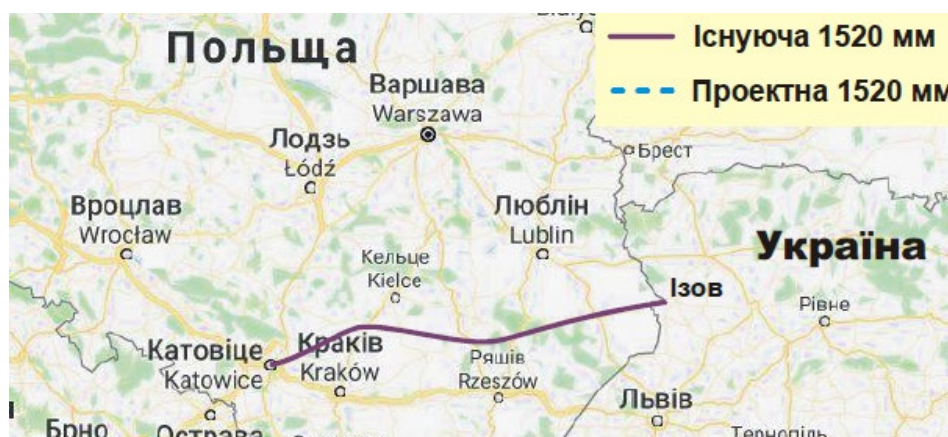 Польща
Існуюча 1520 мм
Проектна 1520 мм
Варшава
Warszawa
Лодзь
Łódź
Брест
Вроцлав
Wrocław
Люблін
Lublin
Україна
Кельце
Kielce
Ізов
Рівне
Катовіце
Katowice
Краків
Kraków
Ряшів
Rzeszów
Львів
Брно
Острава
Тернопіль